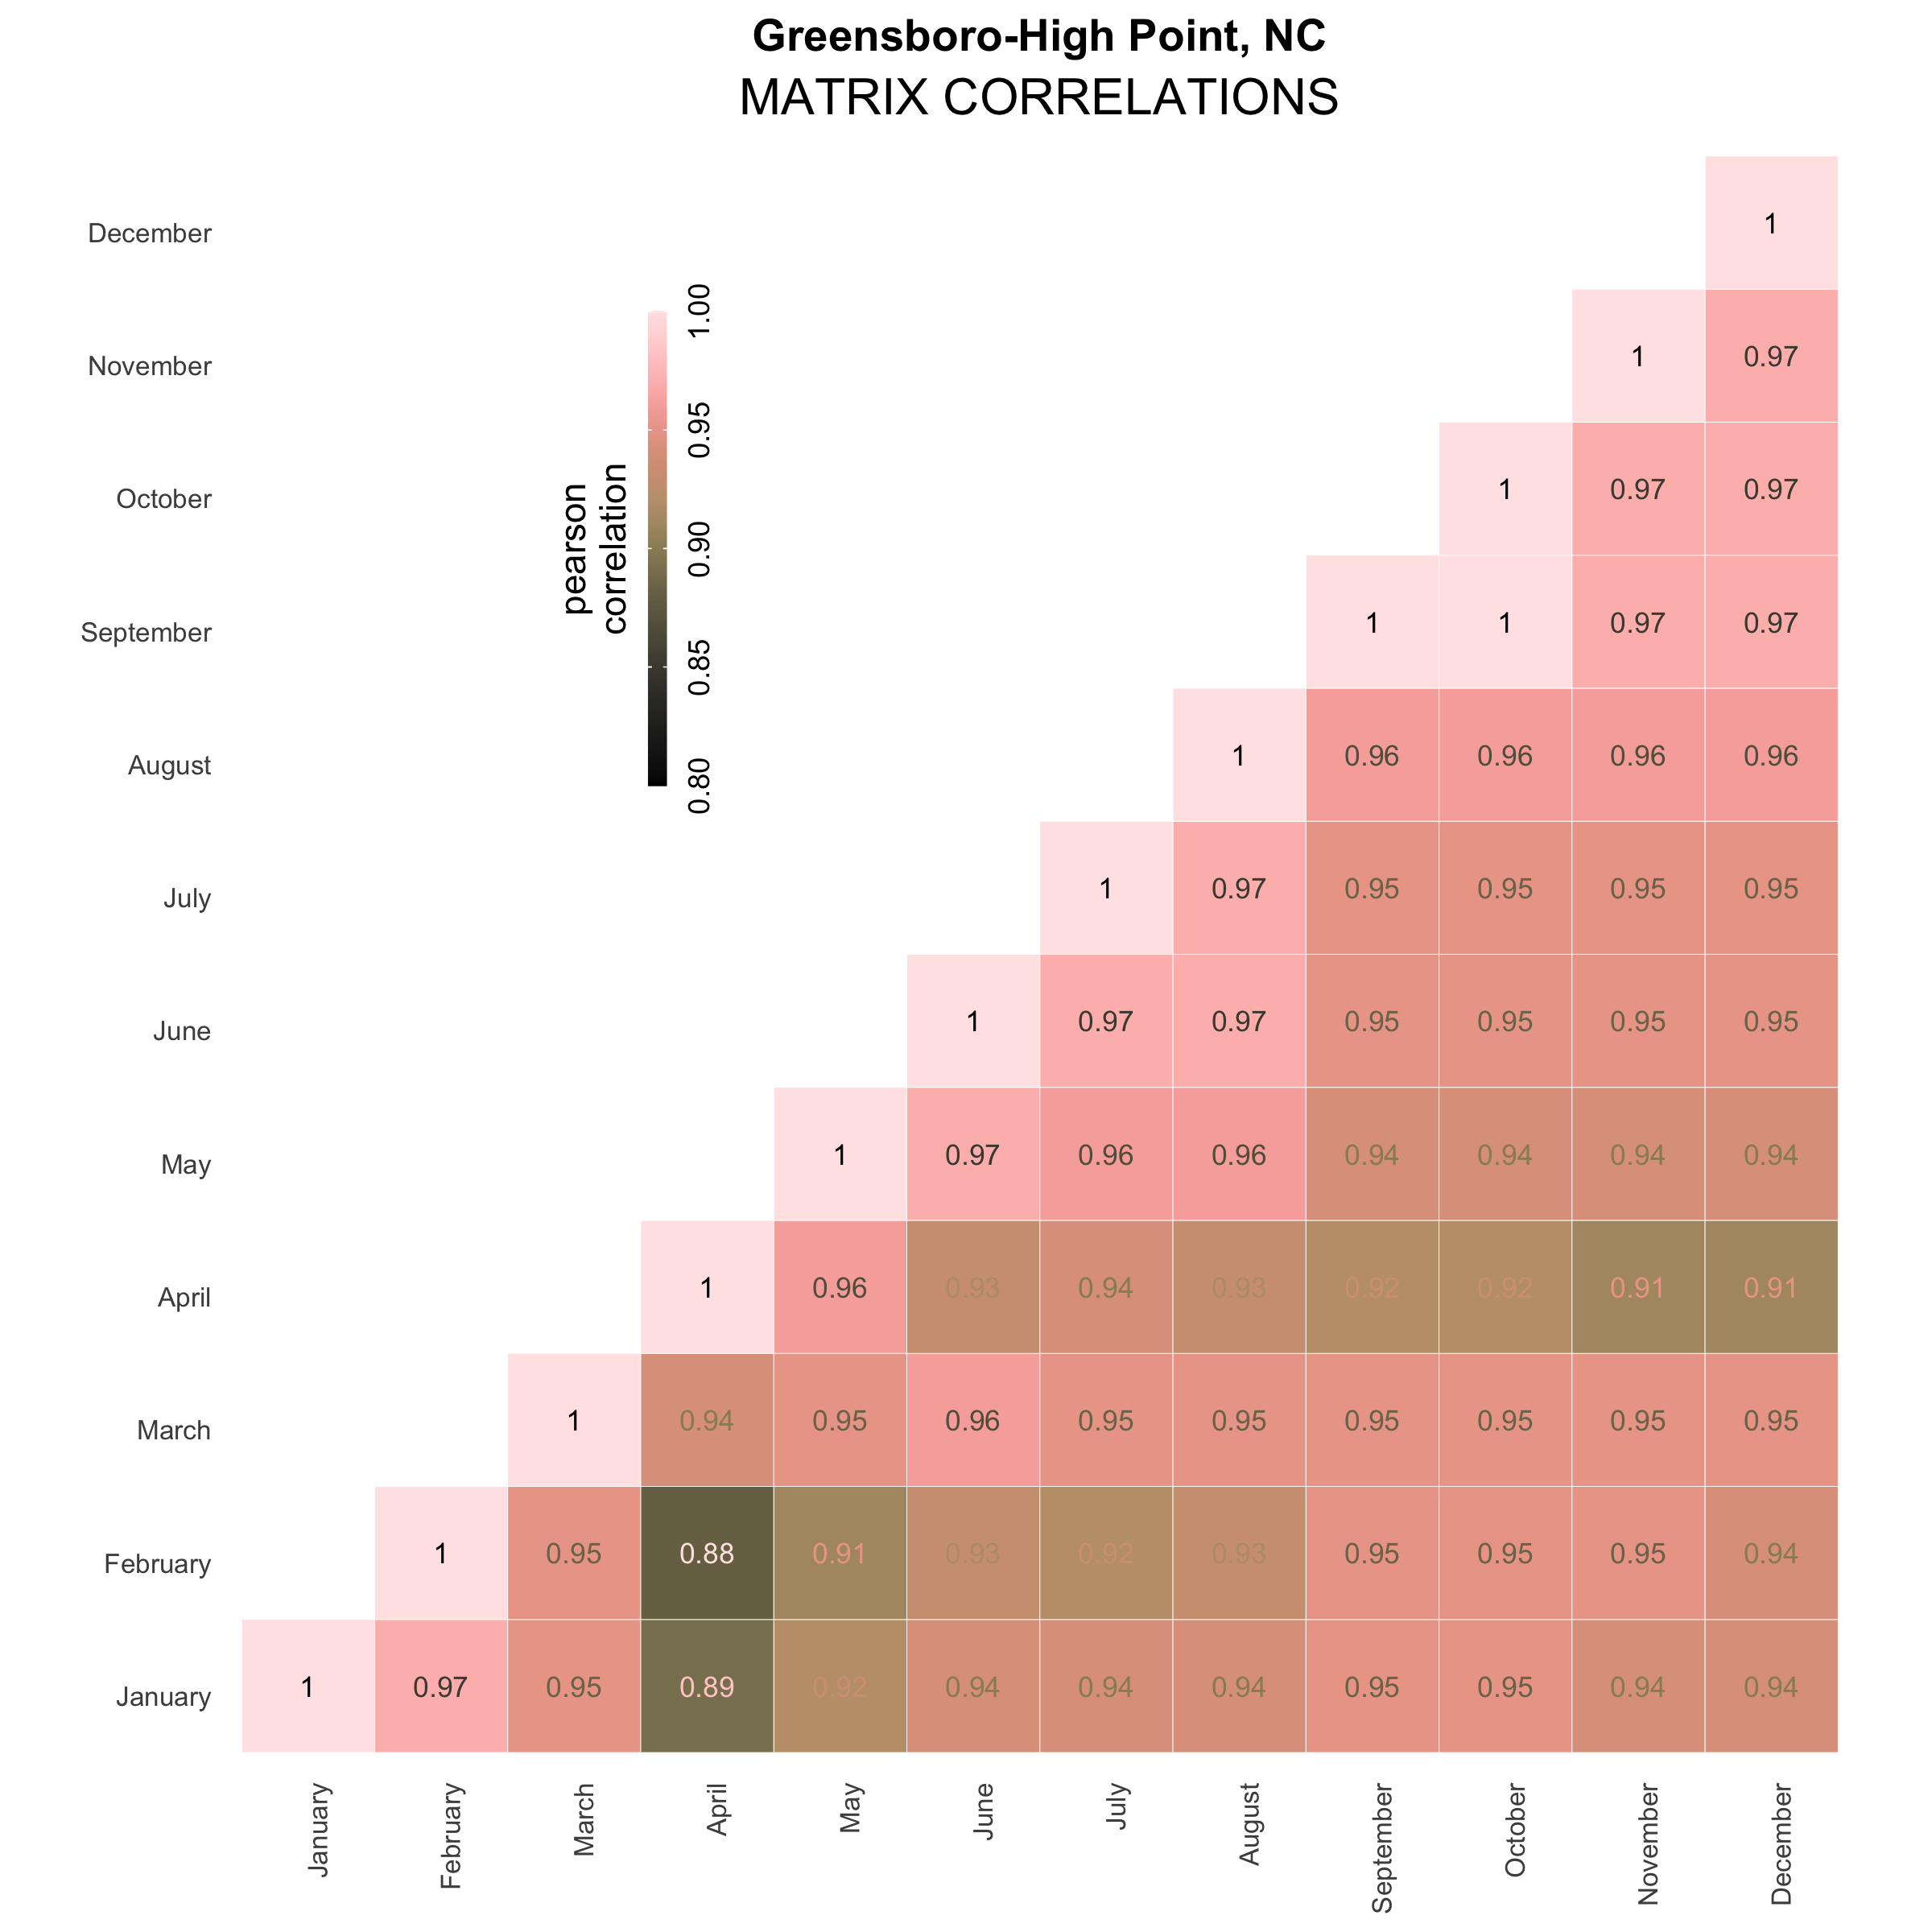 Greensboro-High Point, NC
MATRIX CORRELATIONS
December 1
November 1 0.97
October 1 0.97 0.97
September 1 1 0.97 0.97
August 1 0.96 0.96 0.96 0.96
July 1 0.97 0.95 0.95 0.95 0.95
June 1 0.97 0.97 0.95 0.95 0.95 0.95
May 1 0.97 0.96 0.96 0.94 0.94 0.94 0.94
April 1 0.96 0.93 0.94 0.93 0.92 0.92 0.91 0.91
March 1 0.94 0.95 0.96 0.95 0.95 0.95 0.95 0.95 0.95
February 1 0.95 0.88 0.91 0.93 0.92 0.93 0.95 0.95 0.95 0.94
January 1 0.97 0.95 0.89 0.92 0.94 0.94 0.94 0.95 0.95 0.94 0.94
January February March April May June July August September October November December
pearson
correlation
0.80 0.85 0.90 0.95 1.00